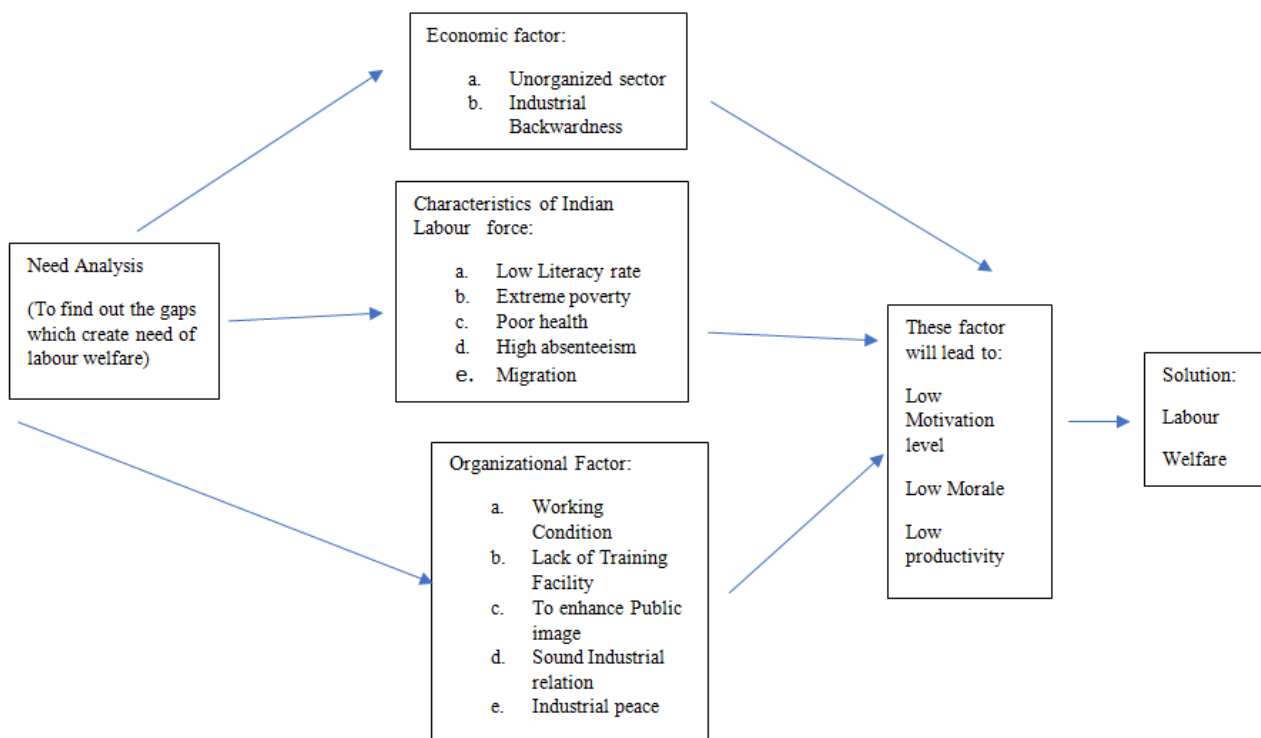 Need Analysis
(To find out the gaps
which create need of
labour welfare)
Economic factor:
a. Unorganized sector
b. Industrial
Backwardness
Characteristics of Indian
Labour force:
a. Low Literacy rate
b. Extreme poverty
c. Poor health
d. High absenteeism
e. Migration
Organizational Factor:
a. Working
Condition
b. Lack of Training
Facility
c. To enhance Public
image
d. Sound Industrial
relation
e. Industrial peace
These factor
will lead to:
Low
Motivation
level
Low Morale
Low
productivity
Solution:
Labour
Welfare